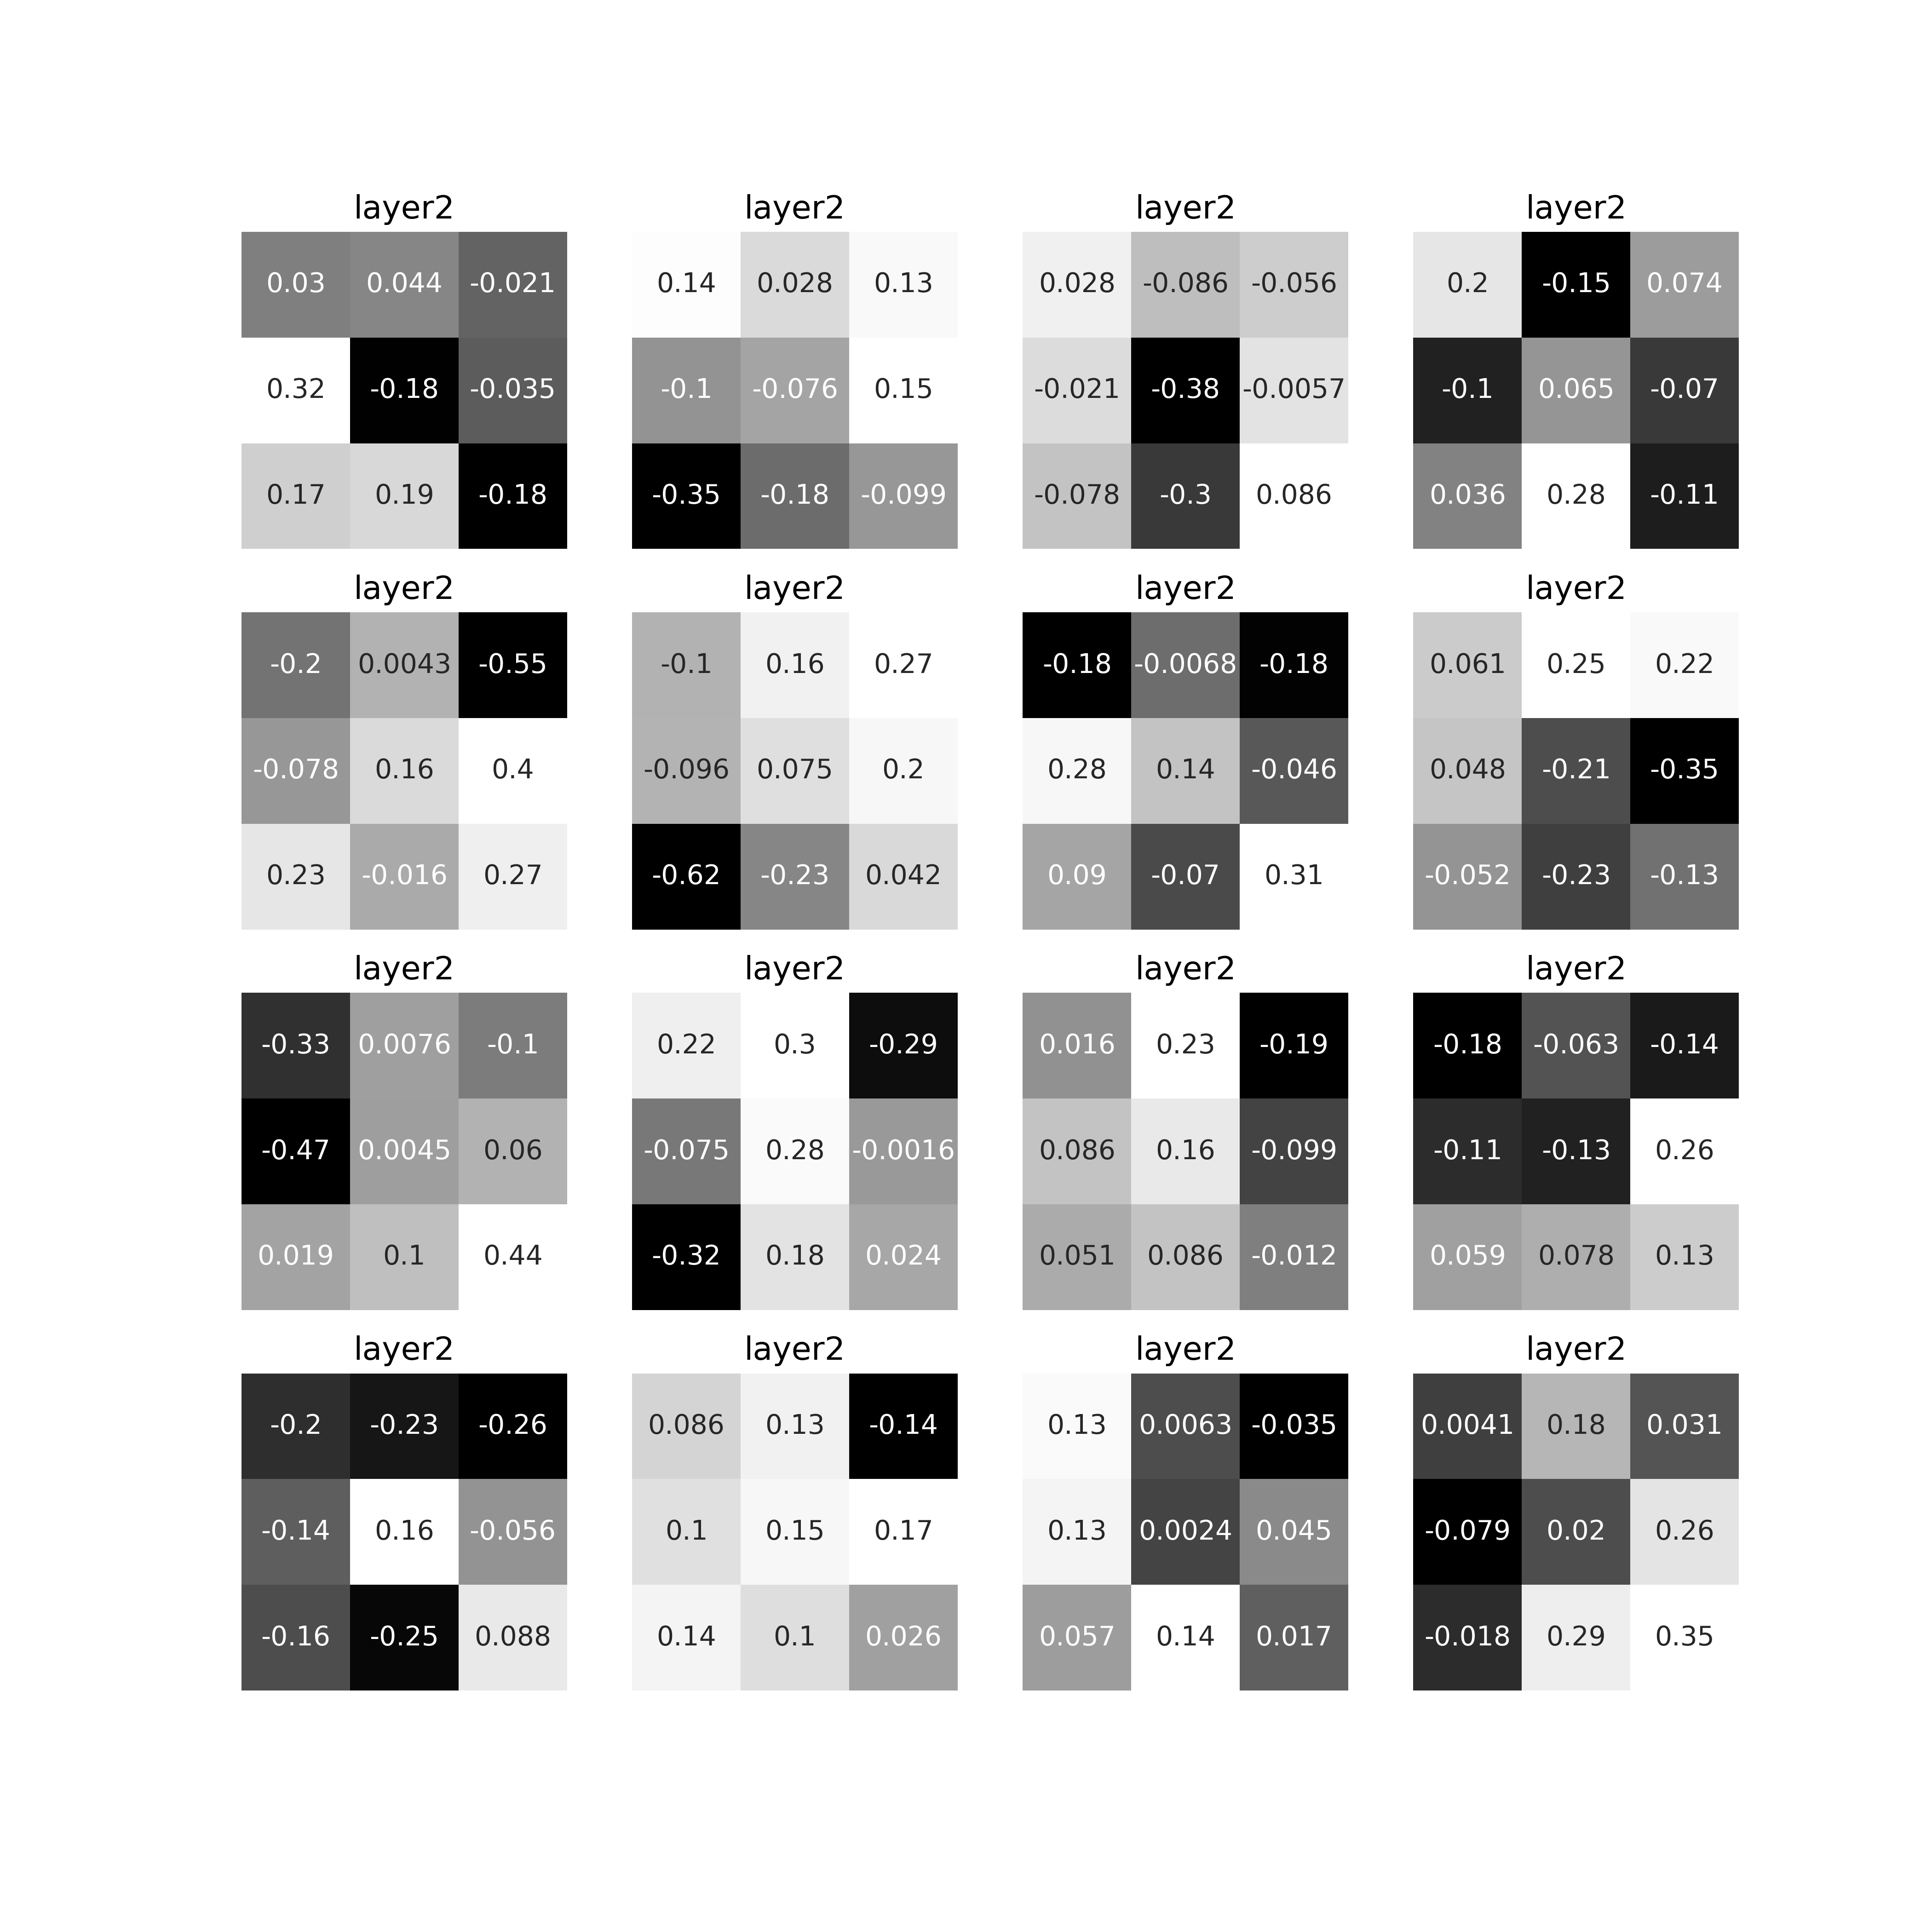 layer2 layer2 layer2 layer2
0.03 0.044 -0.021 0.14 0.028 0.13 0.028 -0.086 -0.056 0.2 -0.15 0.074
0.32 -0.18 -0.035 -0.1 -0.076 0.15 -0.021 -0.38 -0.0057 -0.1 0.065 -0.07
0.17 0.19 -0.18 -0.35 -0.18 -0.099 -0.078 -0.3 0.086 0.036 0.28 -0.11
layer2 layer2 layer2 layer2
-0.2 0.0043 -0.55 -0.1 0.16 0.27 -0.18 -0.0068 -0.18 0.061 0.25 0.22
-0.078 0.16 0.4 -0.096 0.075 0.2 0.28 0.14 -0.046 0.048 -0.21 -0.35
0.23 -0.016 0.27 -0.62 -0.23 0.042 0.09 -0.07 0.31 -0.052 -0.23 -0.13
layer2 layer2 layer2 layer2
-0.33 0.0076 -0.1 0.22 0.3 -0.29 0.016 0.23 -0.19 -0.18 -0.063 -0.14
-0.47 0.0045 0.06 -0.075 0.28 -0.0016 0.086 0.16 -0.099 -0.11 -0.13 0.26
0.019 0.1 0.44 -0.32 0.18 0.024 0.051 0.086 -0.012 0.059 0.078 0.13
layer2 layer2 layer2 layer2
-0.2 -0.23 -0.26 0.086 0.13 -0.14 0.13 0.0063 -0.035 0.0041 0.18 0.031
-0.14 0.16 -0.056 0.1 0.15 0.17 0.13 0.0024 0.045 -0.079 0.02 0.26
-0.16 -0.25 0.088 0.14 0.1 0.026 0.057 0.14 0.017 -0.018 0.29 0.35